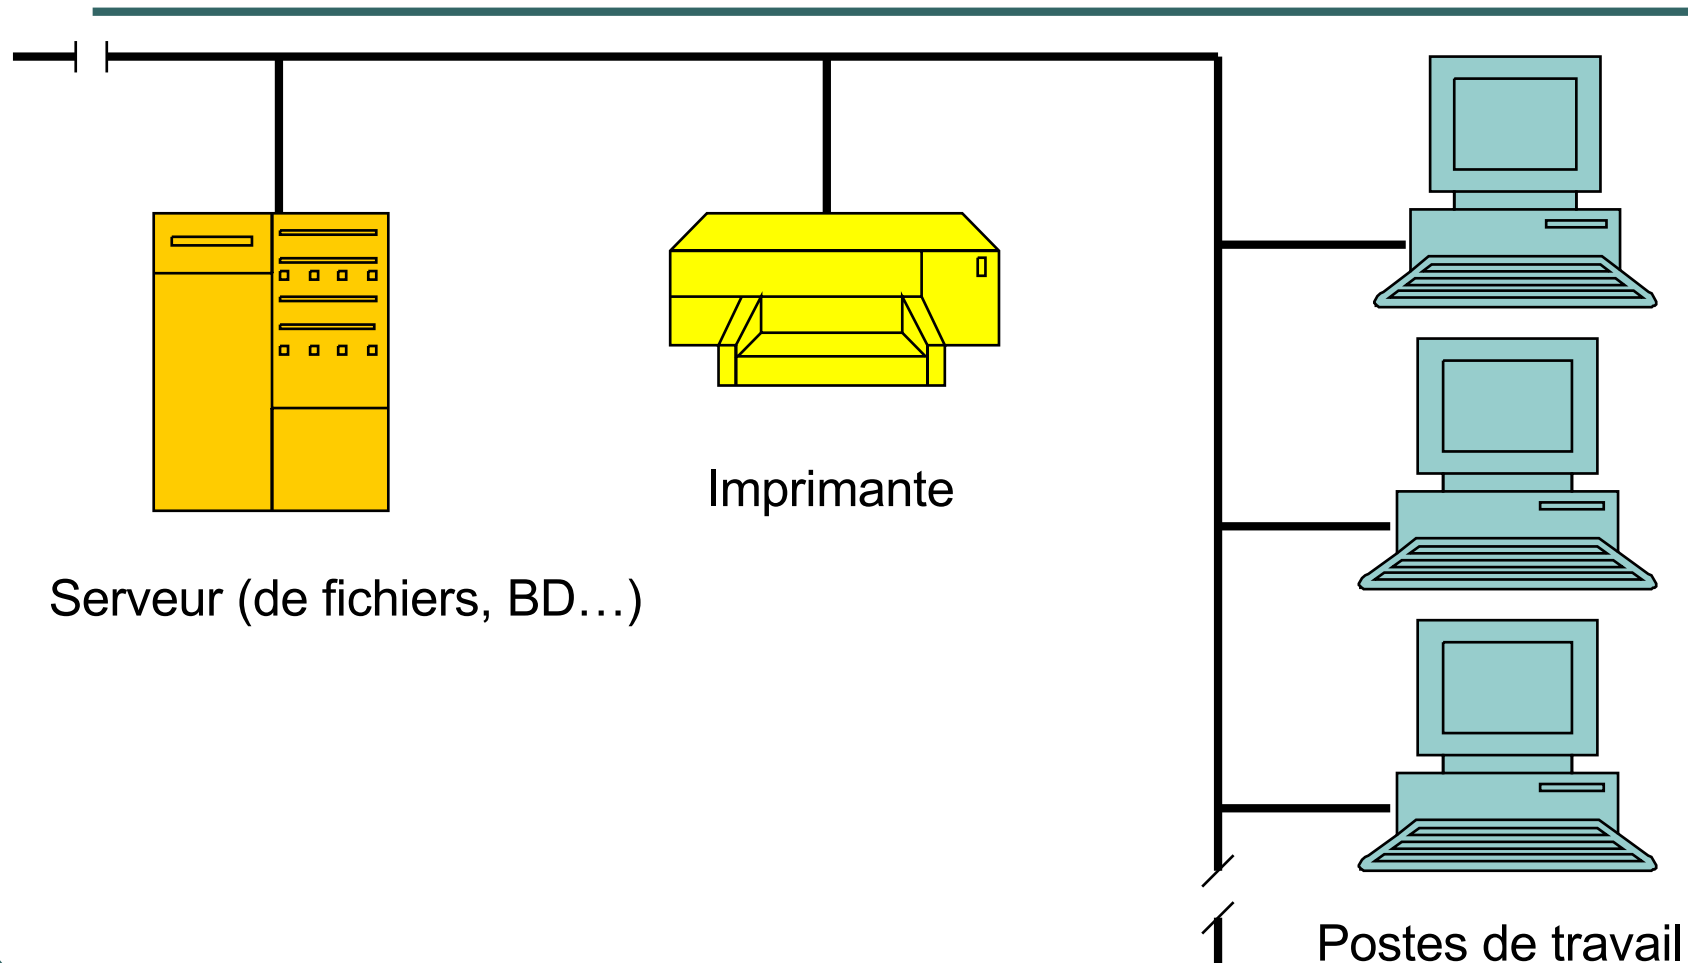 Imprimante
Serveur (de fichiers, BD…)
Postes de travail